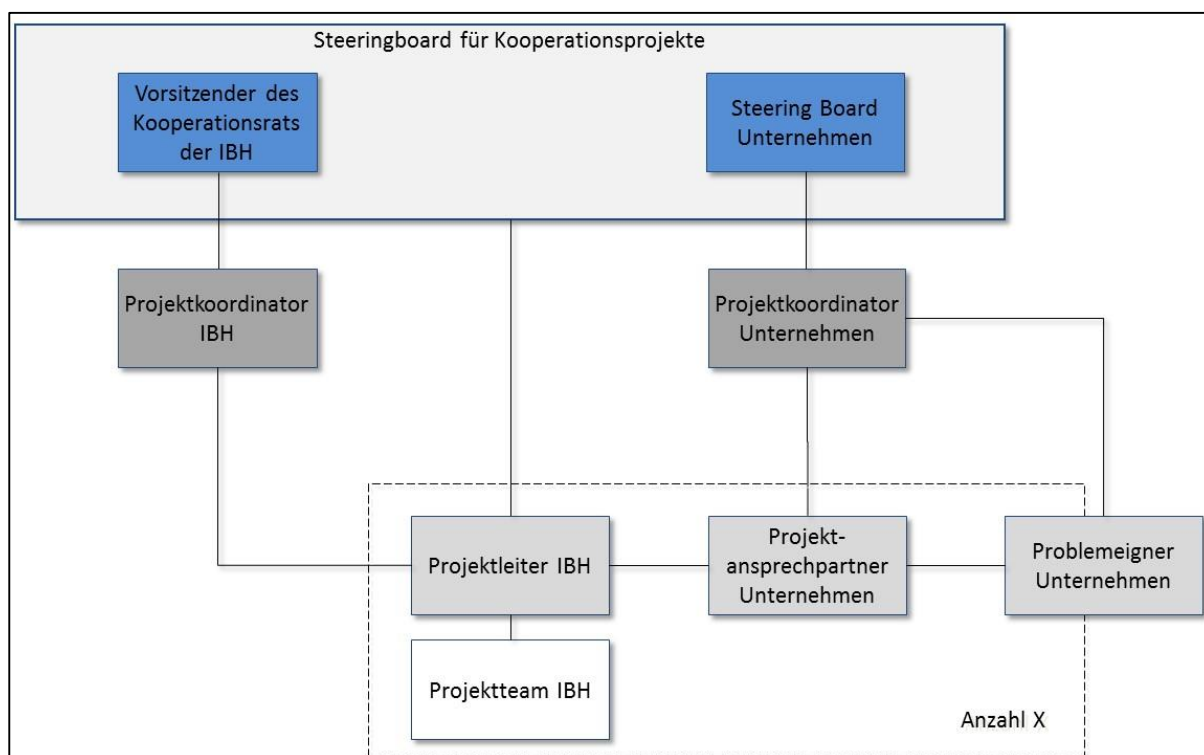 Steeringboard für Kooperationsprojekte
Vorsitzender des
Kooperationsrats
der IBH
Steering Board
Unternehmen
Projektkoordinator
IBH
Projektkoordinator
Unternehmen
Projektleiter IBH
Projekt-
ansprechpartner
Unternehmen
Problemeigner
Unternehmen
Projektteam IBH
Anzahl X